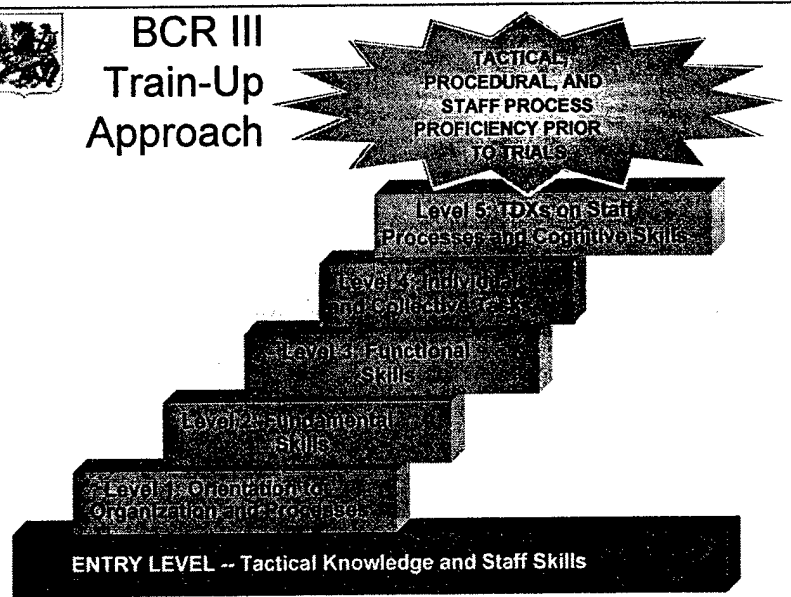 BCR III
Train-Up
Approach
TACTICAL,
PROCEDURAL, AND
STAFF PROCESS
PROFICIENCY PRIOR
TO TRIALS
Level 5: TDXs on Staff
Processes and Cognitive Skills
Level 4: Individual
and Collective Tasks
Level 3: Functional
Skills
Level 2: Fundamental
Skills
Level 1: Orientation to
Organization and Processes
ENTRY LEVEL -- Tactical Knowledge and Staff Skills